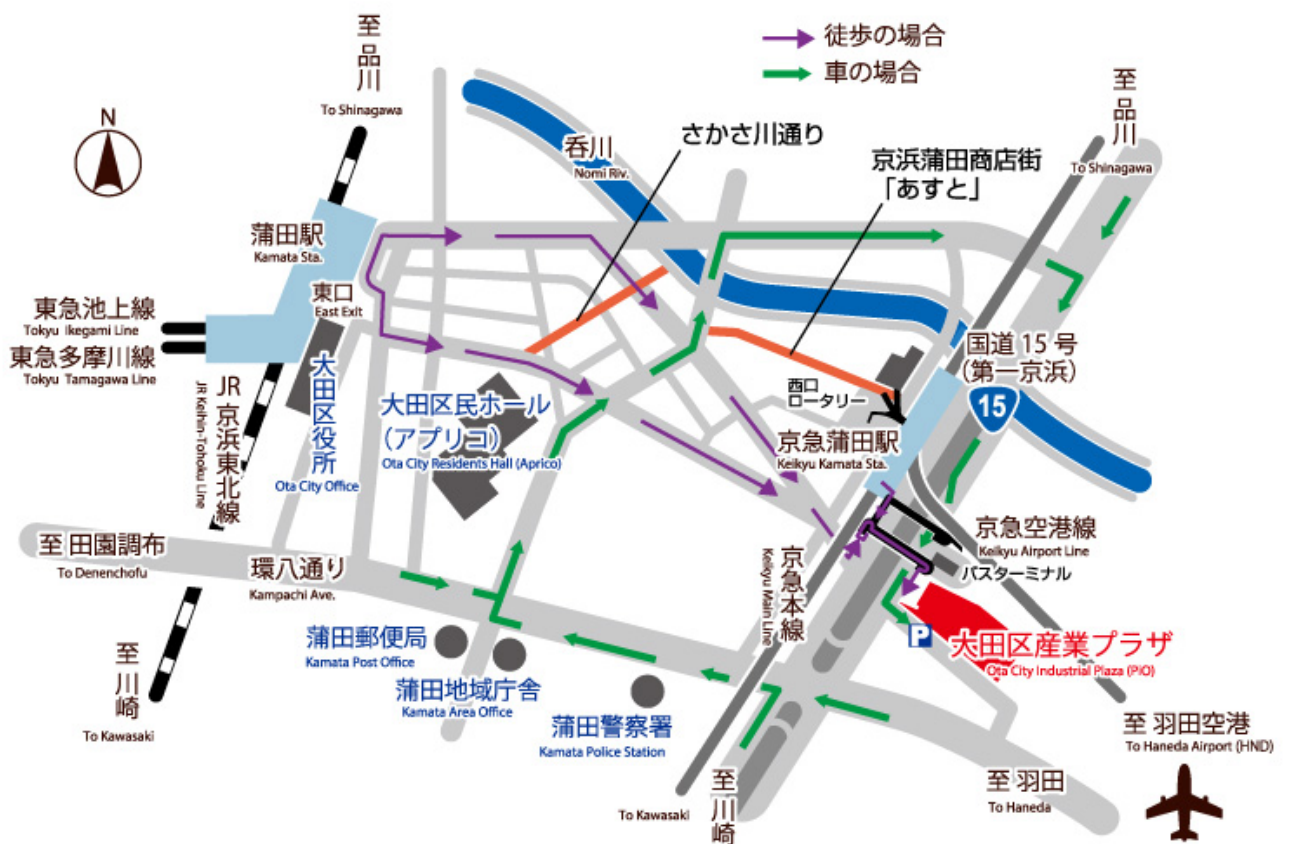 徒歩の場合
車の場合
N
至 品川
To Shinagawa
至 品川
To Shinagawa
さかさ川通り
京浜蒲田商店街
「あすと」
呑川
Nomi Riv.
蒲田駅
Kamata Sta.
東口
East Exit
東急池上線
Tokyu Ikegami Line
東急多摩川線
Tokyu Tamagawa Line
JR 京浜東北線
JR Keihin-Tohoku Line
大田区役所
Ota City Office
大田区民ホール
（アプリコ）
Ota City Residents Hall (Aprico)
西口
ロータリー
国道 15 号
（第一京浜）
15
京急蒲田駅
Keikyu Kamata Sta.
京急空港線
Keikyu Airport Line
バスターミナル
京急本線
Keikyu Main Line
至 田園調布
To Denenchofu
環八通り
Kampachi Ave.
P
大田区産業プラザ
Ota City Industrial Plaza (PIO)
蒲田郵便局
Kamata Post Office
蒲田地域庁舎
Kamata Area Office
蒲田警察署
Kamata Police Station
至 川崎
To Kawasaki
至 川崎
To Kawasaki
至 羽田
To Haneda
至 羽田空港
To Haneda Airport (HND)